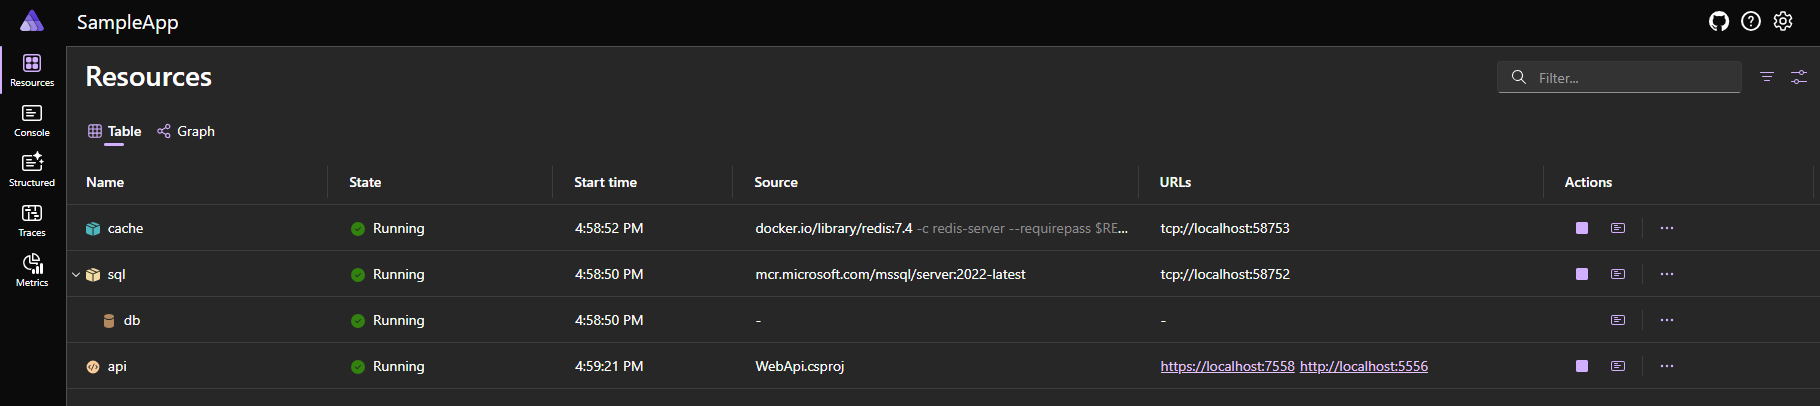 SampleApp
Resources
Console
Structured
Traces
Metrics
Resources
Filter...
Table Graph
Name State Start time Source URLs Actions
cache Running 4:58:52 PM docker.io/library/redis:7.4 -c redis-server --requirepass $RE... tcp://localhost:58753
sql Running 4:58:50 PM mcr.microsoft.com/mssql/server:2022-latest tcp://localhost:58752
db Running 4:58:50 PM - -
api Running 4:59:21 PM WebApi.csproj https://localhost:7558 http://localhost:5556